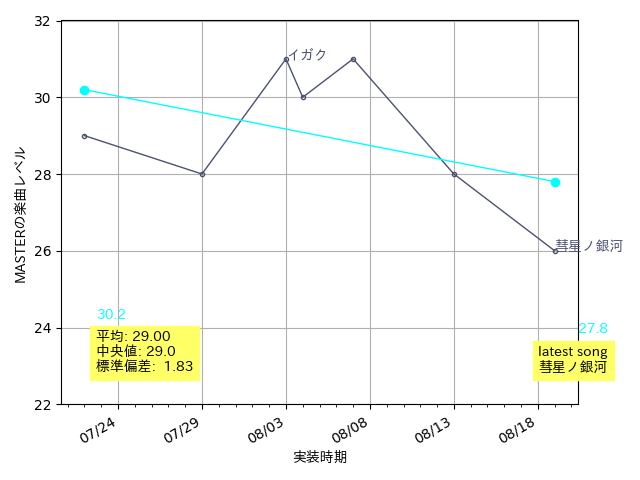 32
30
28
26
24
22
MASTERの楽曲レベル
イガク
彗星ノ銀河
30.2
27.8
平均: 29.00
中央値: 29.0
標準偏差: 1.83
latest song
彗星ノ銀河
07/24
07/29
08/03
08/08
08/13
08/18
実装時期